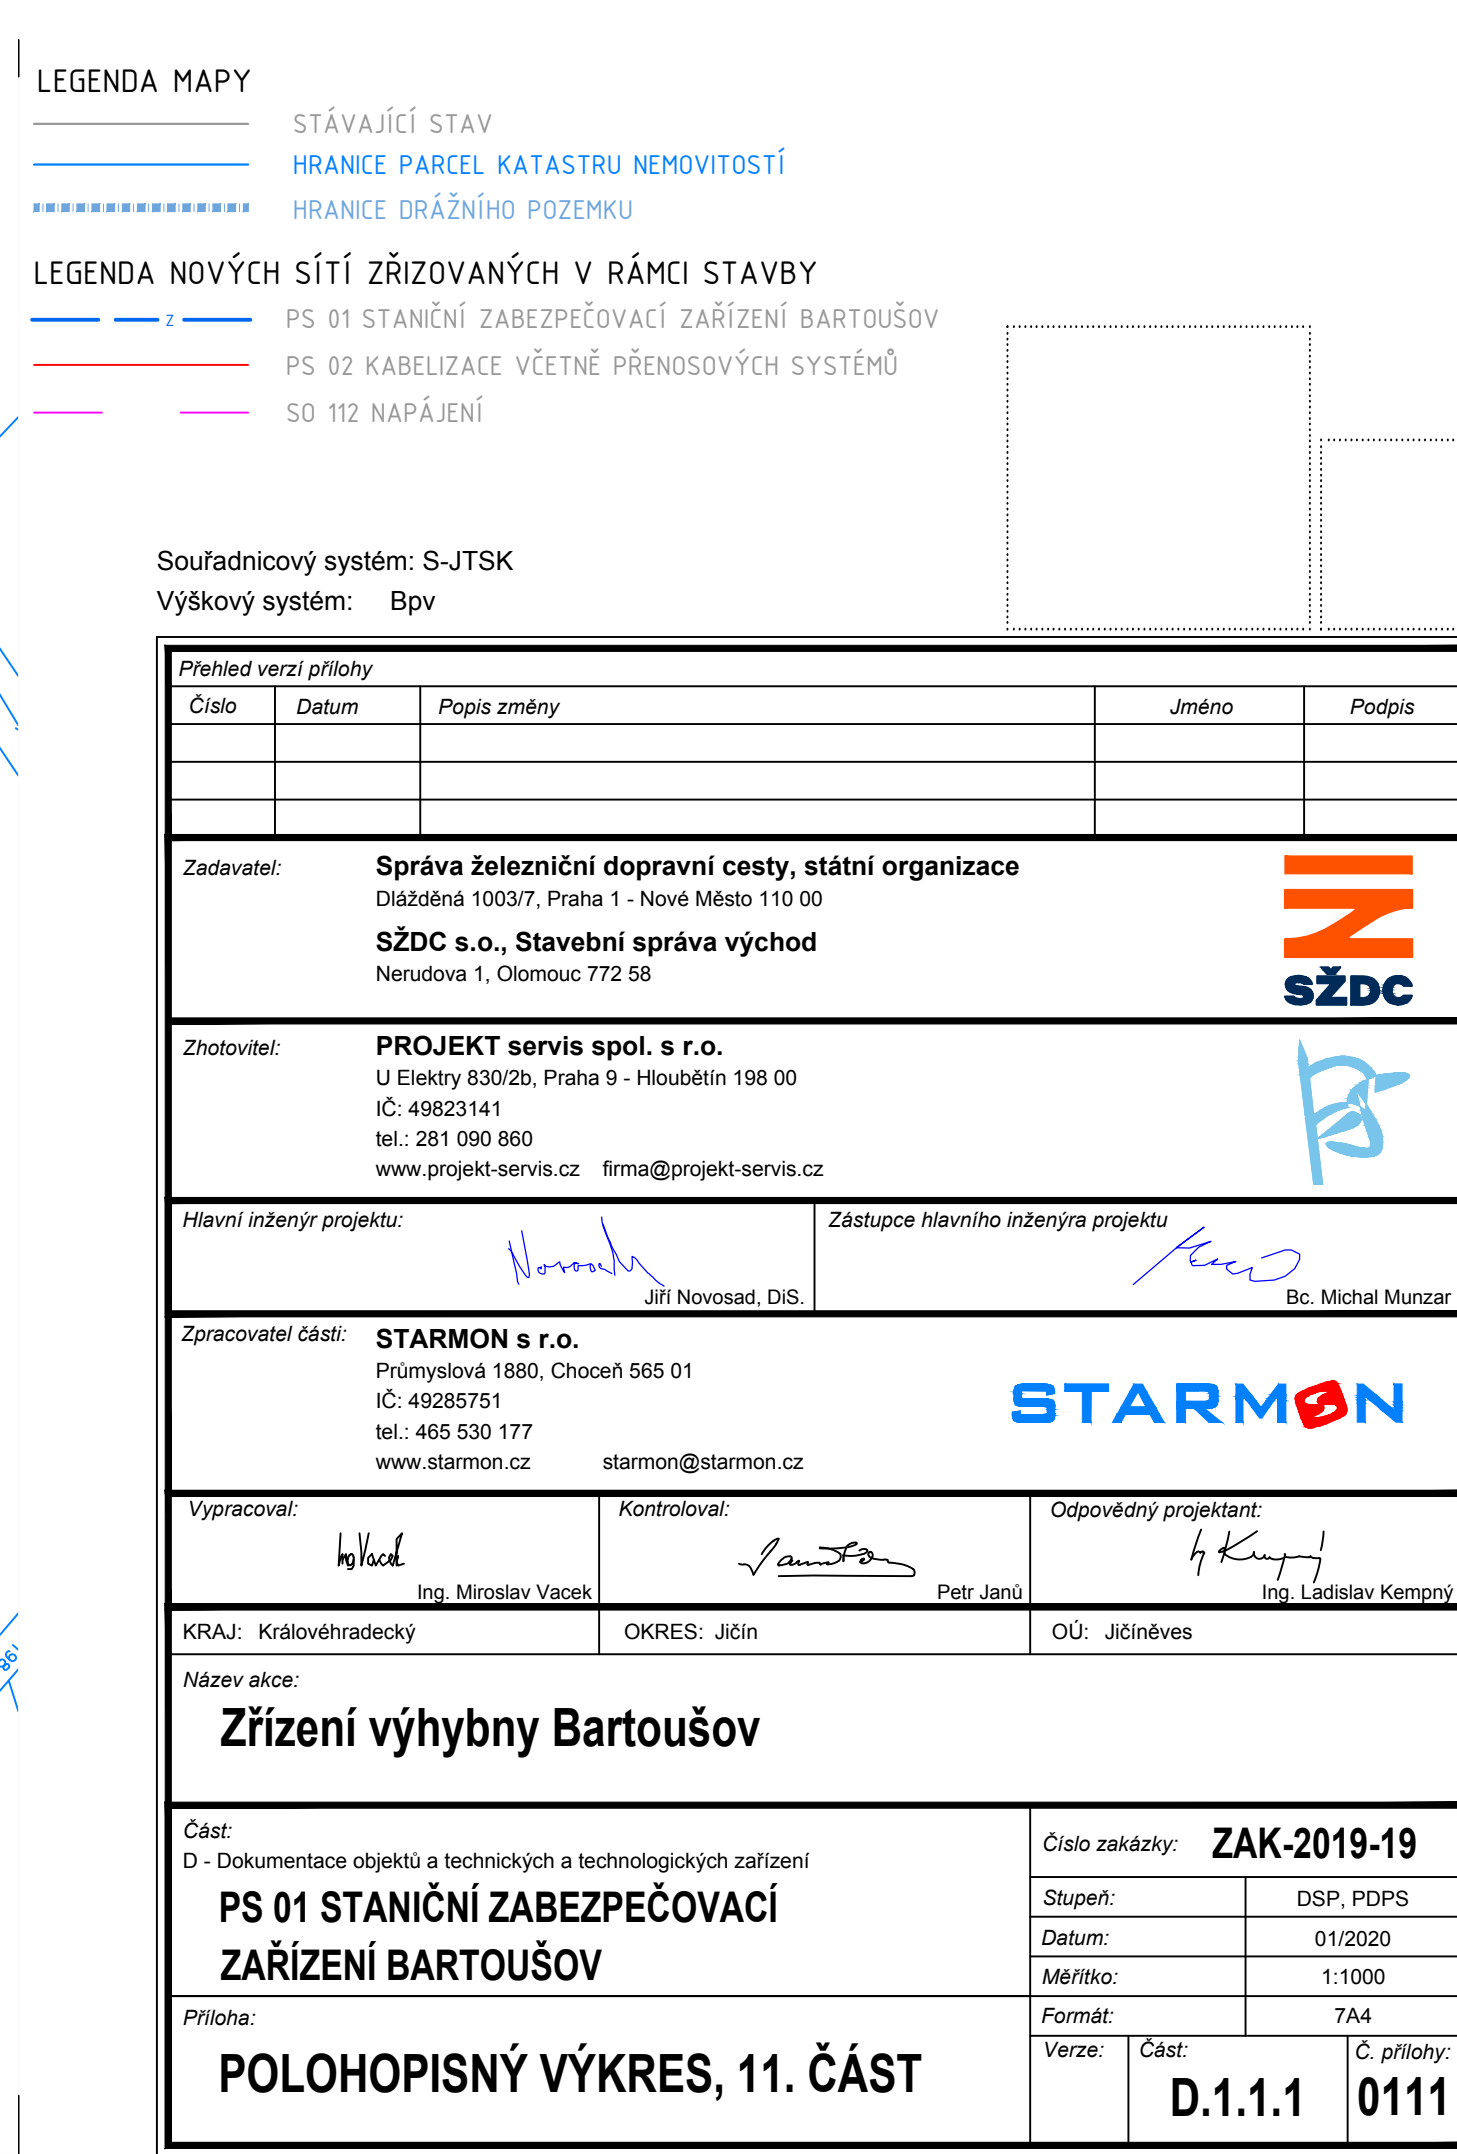 LEGENDA MAPY
STÁVAJÍCÍ STAV
HRANICE PARCEL KATASTRU NEMOVITOSTÍ
HRANICE DRÁŽNÍHO POZEMKU
LEGENDA NOVÝCH SÍTÍ ZŘIZOVANÝCH V RÁMCI STAVBY
Z PS 01 STANIČNÍ ZABEZPEČOVACÍ ZAŘÍZENÍ BARTOUŠOV
PS 02 KABELIZACE VČETNĚ PŘENOSOVÝCH SYSTÉMŮ
SO 112 NAPÁJENÍ
Souřadnicový systém: S-JTSK
Výškový systém: Bpv
Přehled verzí přílohy
Číslo Datum Popis změny Jméno Podpis
Zadavatel: Správa železniční dopravní cesty, státní organizace
Dlážděná 1003/7, Praha 1 - Nové Město 110 00
SŽDC s.o., Stavební správa východ
Nerudova 1, Olomouc 772 58
SŽDC
Zhotovitel: PROJEKT servis spol. s r.o.
U Elektry 830/2b, Praha 9 - Hloubětín 198 00
IČ: 49823141
tel.: 281 090 860
www.projekt-servis.cz firma@projekt-servis.cz
Hlavní inženýr projektu: Zástupce hlavního inženýra projektu
Jiří Novosad, DiS. Bc. Michal Munzar
Zpracovatel části: STARMON s r.o.
Průmyslová 1880, Choceň 565 01
IČ: 49285751
tel.: 465 530 177
www.starmon.cz starmon@starmon.cz
STARMON
Vypracoval: Kontroloval: Odpovědný projektant:
Ing Vacek
Ing. Miroslav Vacek Petr Janů Ing. Ladislav Kempný
KRAJ: Královéhradecký OKRES: Jičín OÚ: Jičíněves
Název akce:
Zřízení výhybny Bartoušov
Část:
D - Dokumentace objektů a technických a technologických zařízení
PS 01 STANIČNÍ ZABEZPEČOVACÍ
ZAŘÍZENÍ BARTOUŠOV
Číslo zakázky: ZAK-2019-19
Stupeň: DSP, PDPS
Datum: 01/2020
Měřítko: 1:1000
Formát: 7A4
Příloha:
POLOHOPISNÝ VÝKRES, 11. ČÁST
Verze: Část: Č. přílohy:
D.1.1.1 0111